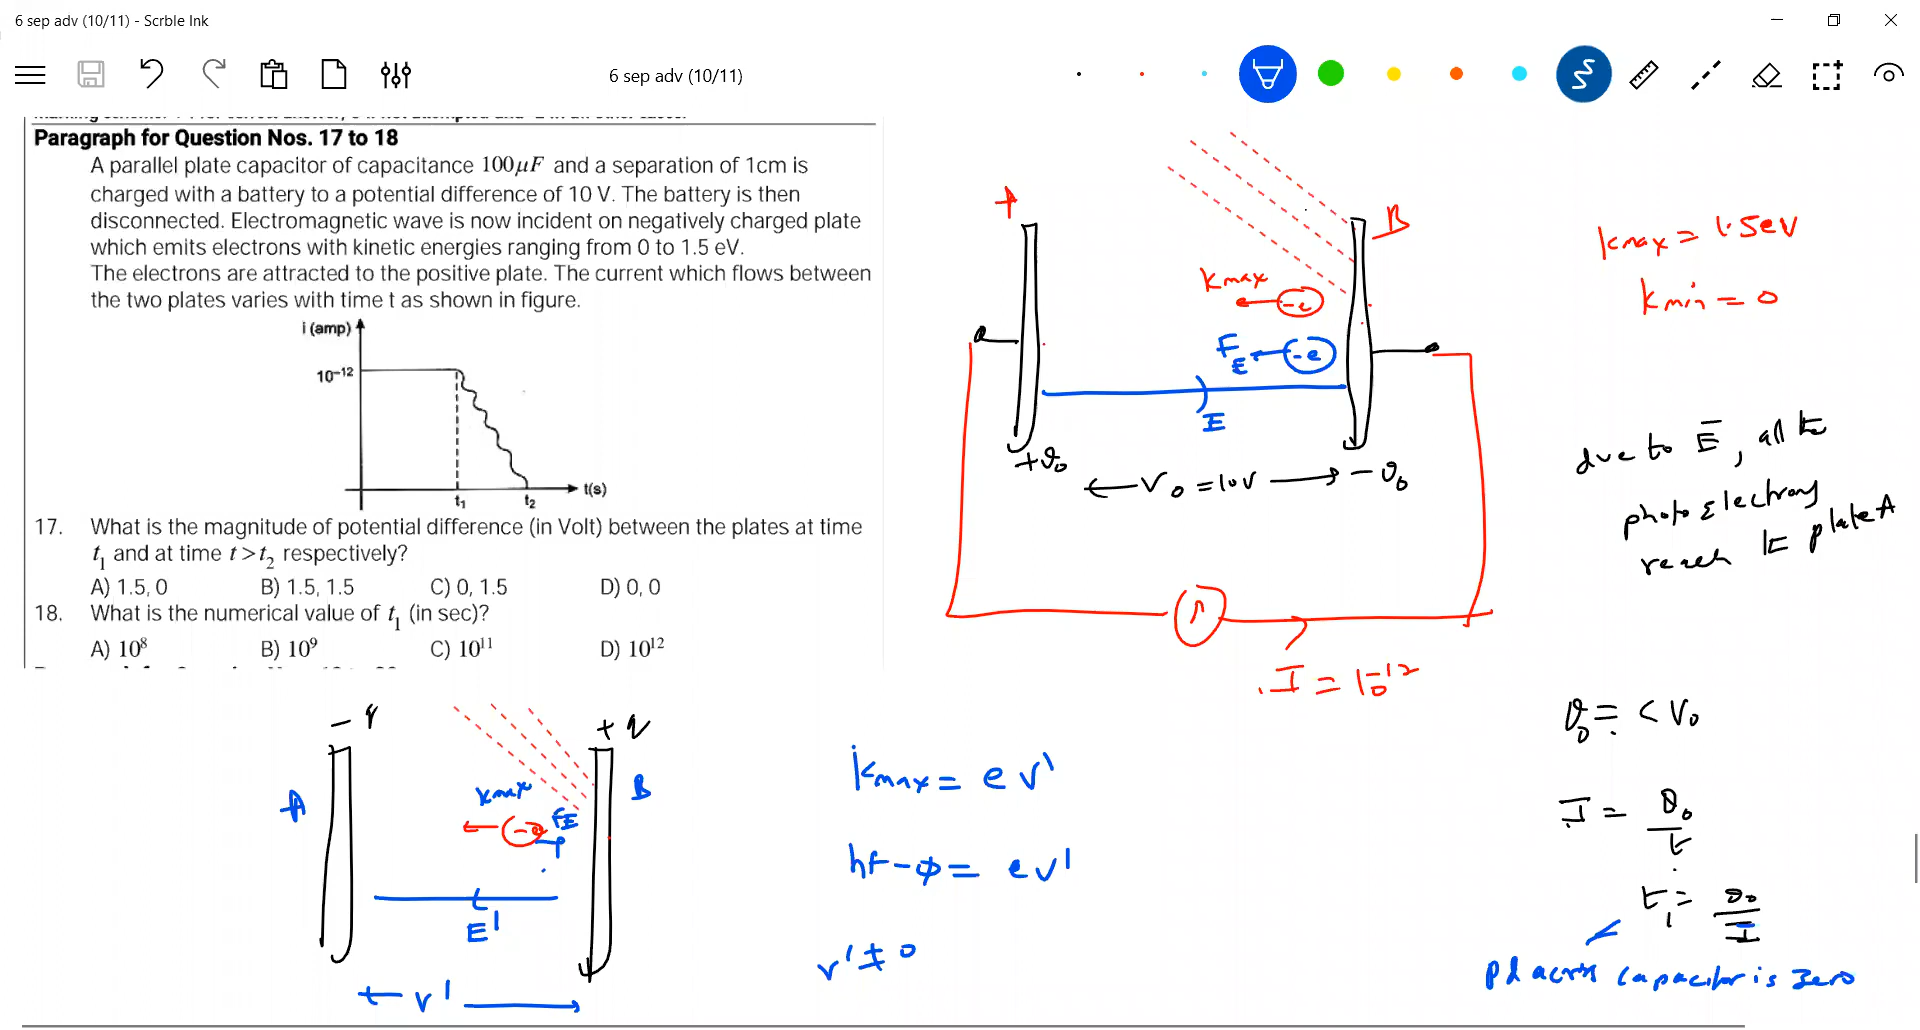 6 sep adv (10/11) - Scrble Ink
6 sep adv (10/11)
Paragraph for Question Nos. 17 to 18
A parallel plate capacitor of capacitance 100μF and a separation of 1cm is
charged with a battery to a potential difference of 10 V. The battery is then
disconnected. Electromagnetic wave is now incident on negatively charged plate
which emits electrons with kinetic energies ranging from 0 to 1.5 eV.
The electrons are attracted to the positive plate. The current which flows between
the two plates varies with time t as shown in figure.
i (amp)
10⁻¹²
t₁
t₂
t(s)
17. What is the magnitude of potential difference (in Volt) between the plates at time
t₁ and at time t>t₂ respectively?
A) 1.5, 0 B) 1.5, 1.5 C) 0, 1.5 D) 0, 0
18. What is the numerical value of t₁ (in sec)?
A) 10⁸ B) 10⁹ C) 10¹¹ D) 10¹²
A
B
Kmax
-e
F_E
-e
E
V₀ = 10V
I = 10⁻¹²
Kmax = 1.5eV
Kmin = 0
due to E, all the
photo electrons
reach the plate A
< V₀
I = Q₀/t
t₁ = Q₀/I
Pd across capacitor is zero
- q
+ q
A
B
Kmax
-e
F_E
E'
V'
Kmax = eV'
hf - φ = eV'
V' ≠ 0